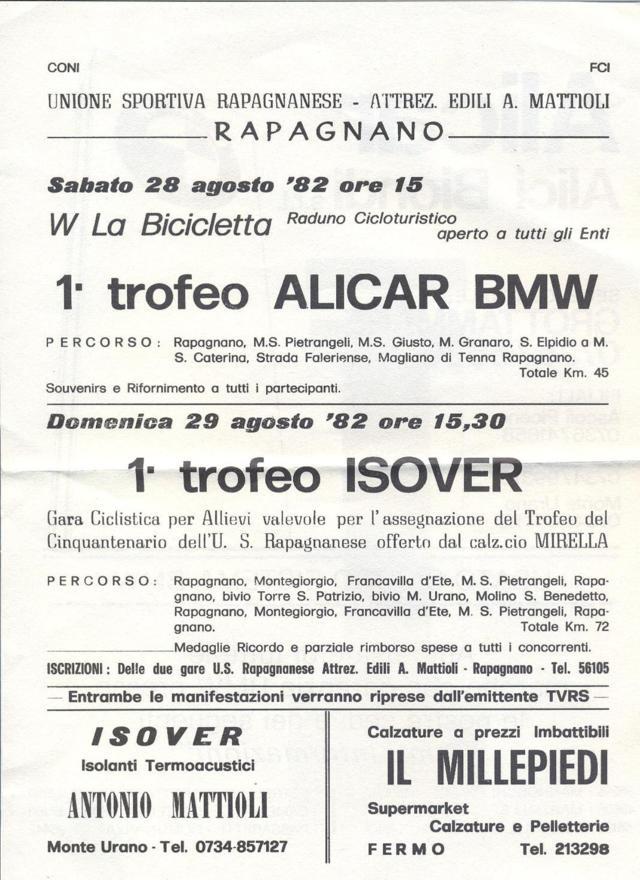 CONI FCI
UNIONE SPORTIVA RAPAGNANESE - ATTREZ. EDILI A. MATTIOLI
RAPAGNANO
Sabato 28 agosto '82 ore 15
W La Bicicletta Raduno Cicloturistico
aperto a tutti gli Enti
1° trofeo ALICAR BMW
PERCORSO: Rapagnano, M.S. Pietrangeli, M.S. Giusto, M. Granaro, S. Elpidio a M.
S. Caterina, Strada Faleriense, Magliano di Tenna Rapagnano.
Totale Km. 45
Souvenirs e Rifornimento a tutti i partecipanti.
Domenica 29 agosto '82 ore 15,30
1° trofeo ISOVER
Gara Ciclistica per Allievi valevole per l'assegnazione del Trofeo del
Cinquantenario dell'U. S. Rapagnanese offerto dal calz.cio MIRELLA
PERCORSO: Rapagnano, Montegiorgio, Francavilla d'Ete, M. S. Pietrangeli, Rapa-
gnano, bivio Torre S. Patrizio, bivio M. Urano, Molino S. Benedetto,
Rapagnano, Montegiorgio, Francavilla d'Ete, M. S. Pietrangeli, Rapa-
gnano. Totale Km. 72
Medaglie Ricordo e parziale rimborso spese a tutti i concorrenti.
ISCRIZIONI: Delle due gare U.S. Rapagnanese Attrez. Edili A. Mattioli - Rapagnano - Tel. 56105
Entrambe le manifestazioni verranno riprese dall'emittente TVRS
ISOVER
Isolanti Termoacustici
ANTONIO MATTIOLI
Monte Urano - Tel. 0734-857127
Calzature a prezzi Imbattibili
IL MILLEPIEDI
Supermarket
Calzature e Pelletterie
FERMO Tel. 213298